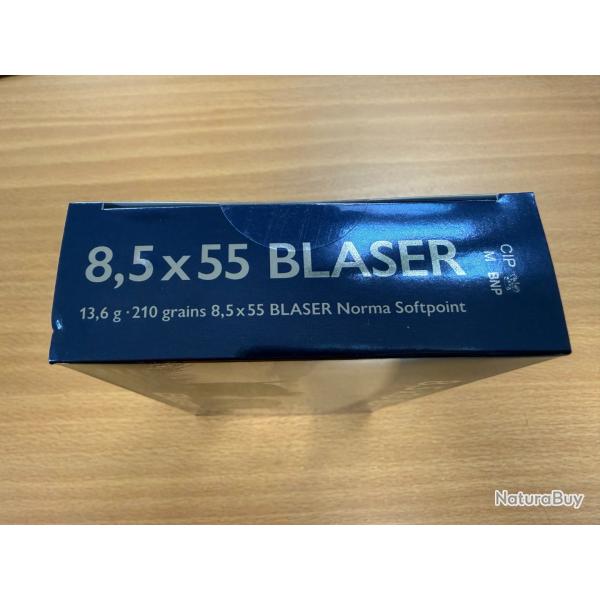 8,5x55 BLASER
13,6 g · 210 grains 8,5x55 BLASER Norma Softpoint
CIP
M BNP
NaturaBuy